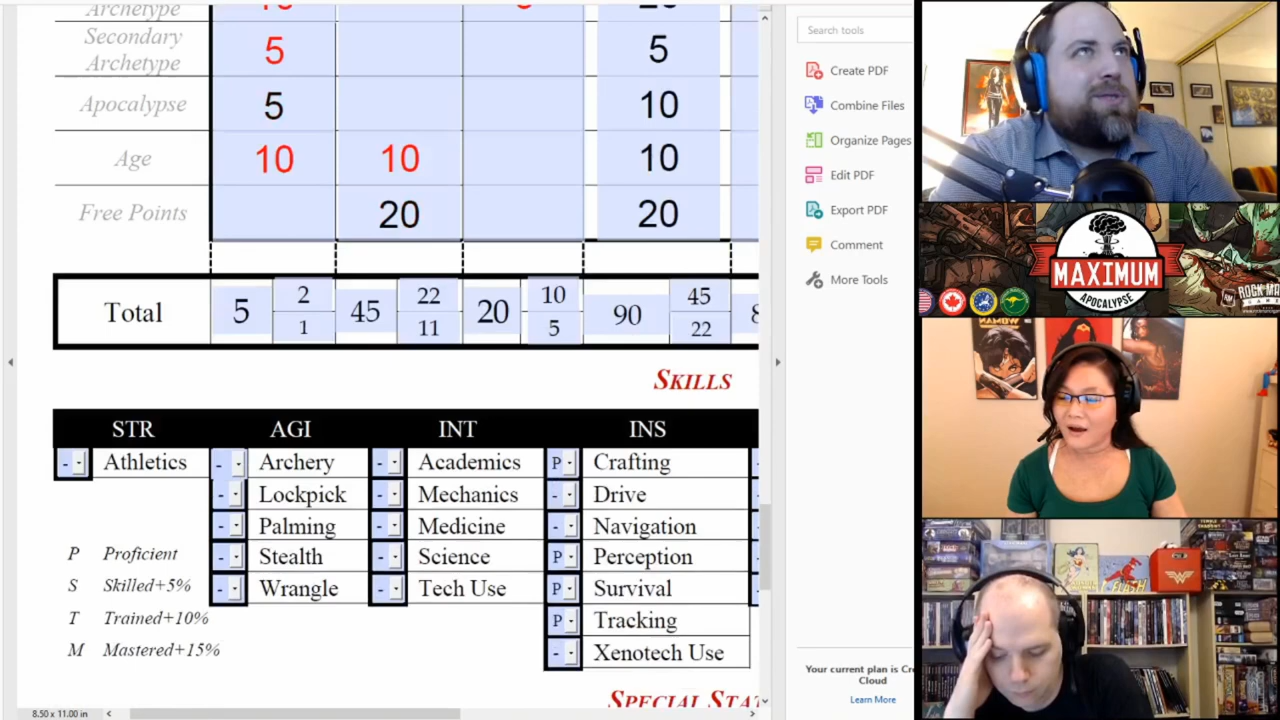 Archetype
Secondary
5
5
Archetype
Apocalypse
5
10
Age
10
10
10
Free Points
20
20
Total
5
2
1
45
22
11
20
10
5
90
45
22
SKILLS
STR
AGI
INT
INS
- Athletics
- Archery
- Academics
P Crafting
- Lockpick
- Mechanics
- Drive
- Palming
- Medicine
- Navigation
P Proficient
- Stealth
- Science
P Perception
S Skilled+5%
- Wrangle
- Tech Use
P Survival
T Trained+10%
P Tracking
M Mastered+15%
- Xenotech Use
8.50 x 11.00 in
Search tools
Create PDF
Combine Files
Organize Pages
Edit PDF
Export PDF
Comment
More Tools
Your current plan is Cre
Cloud
Learn More
MAXIMUM
APOCALYPSE
FLASH